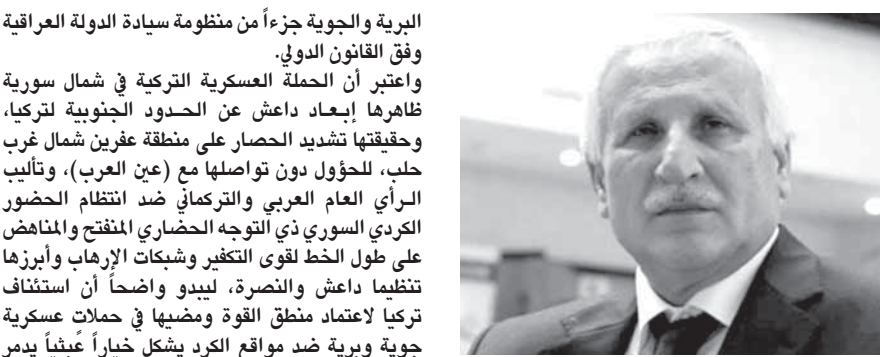 البرية والجوية جزءاً من منظومة سيادة الدولة العراقية
وفق القانون الدولي.
واعتبر أن الحملة العسكرية التركية في شمال سورية
ظاهرها إبـعـاد داعش عن الحــدود الجنوبية لتركيا،
وحقيقتها تشديد الحصار على منطقة عفرين شمال غرب
حلب، للحؤول دون تواصلها مع (عين العرب)، وتأليب
الـرأي العام العربي والتركماني ضد انتظام الحضور
الكردي السوري ذي التوجه الحضاري المنفتح والمناهض
على طول الخط لقوى التكفير وشبكات الإرهاب وأبرزها
تنظيما داعش والنصرة، ليبدو واضحاً أن استئناف
تركيا لاعتماد منطق القوة ومضيها في حملاتٍ عسكرية
جوية وبرية ضد مواقع الكرد يشكل خياراً عبثياً يدمر